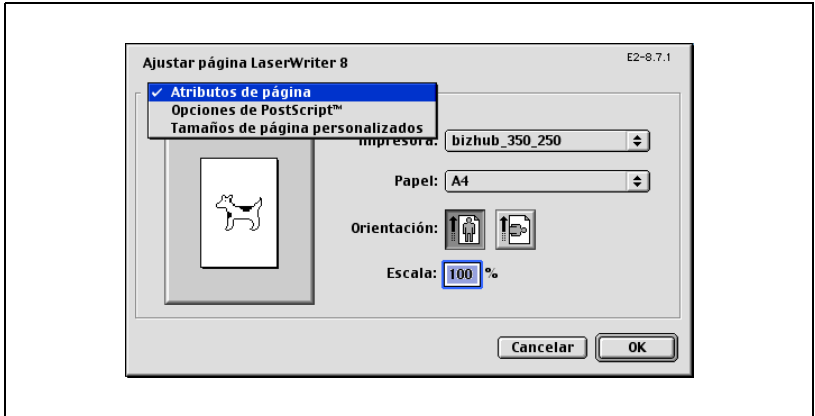 Ajustar página LaserWriter 8
E2-8.7.1
✓ Atributos de página
Opciones de PostScript™
Tamaños de página personalizados
Impresora: bizhub_350_250
Papel: A4
Orientación:
Escala: 100 %
Cancelar
OK